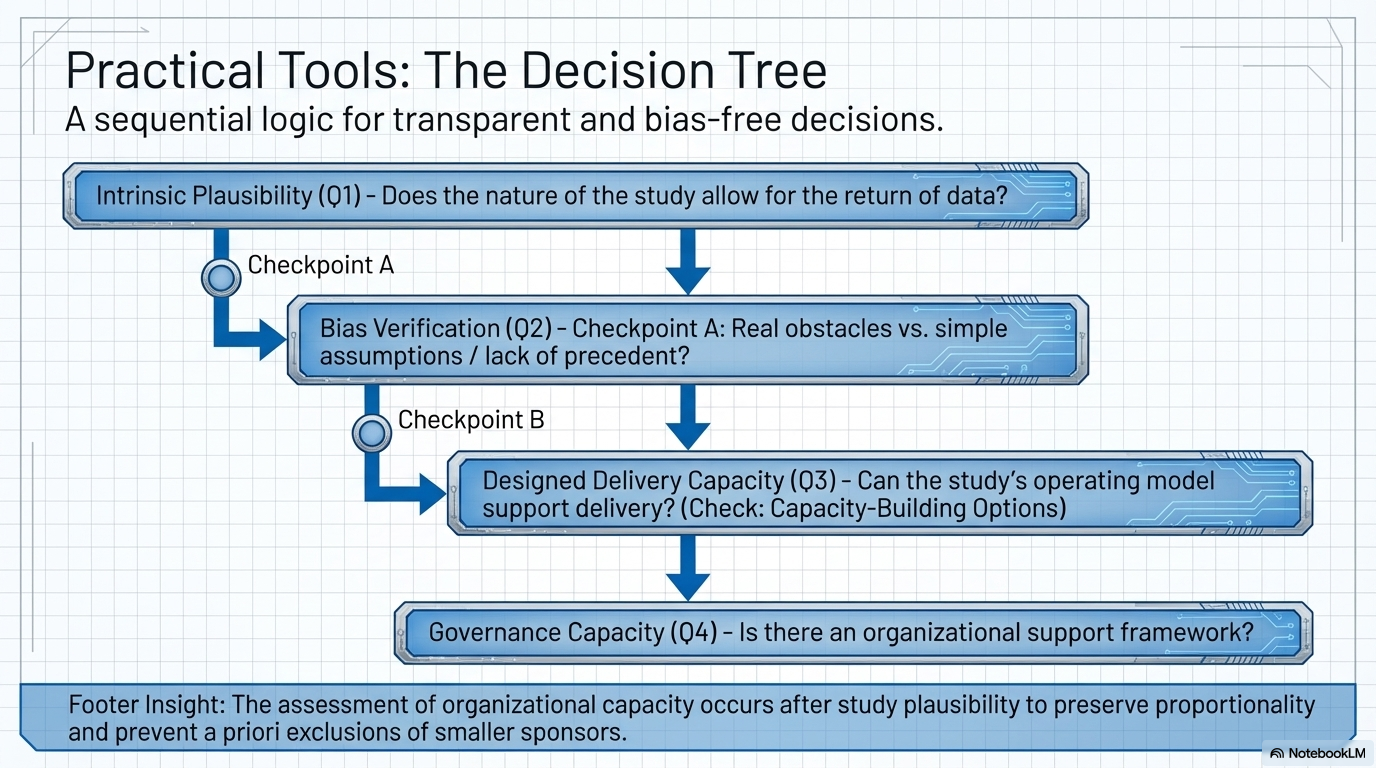 Practical Tools: The Decision Tree
A sequential logic for transparent and bias-free decisions.
Intrinsic Plausibility (Q1) - Does the nature of the study allow for the return of data?
Checkpoint A
Bias Verification (Q2) - Checkpoint A: Real obstacles vs. simple
assumptions / lack of precedent?
Checkpoint B
Designed Delivery Capacity (Q3) - Can the study's operating model
support delivery? (Check: Capacity-Building Options)
Governance Capacity (Q4) - Is there an organizational support framework?
Footer Insight: The assessment of organizational capacity occurs after study plausibility to preserve proportionality
and prevent a priori exclusions of smaller sponsors.
NotebookLM